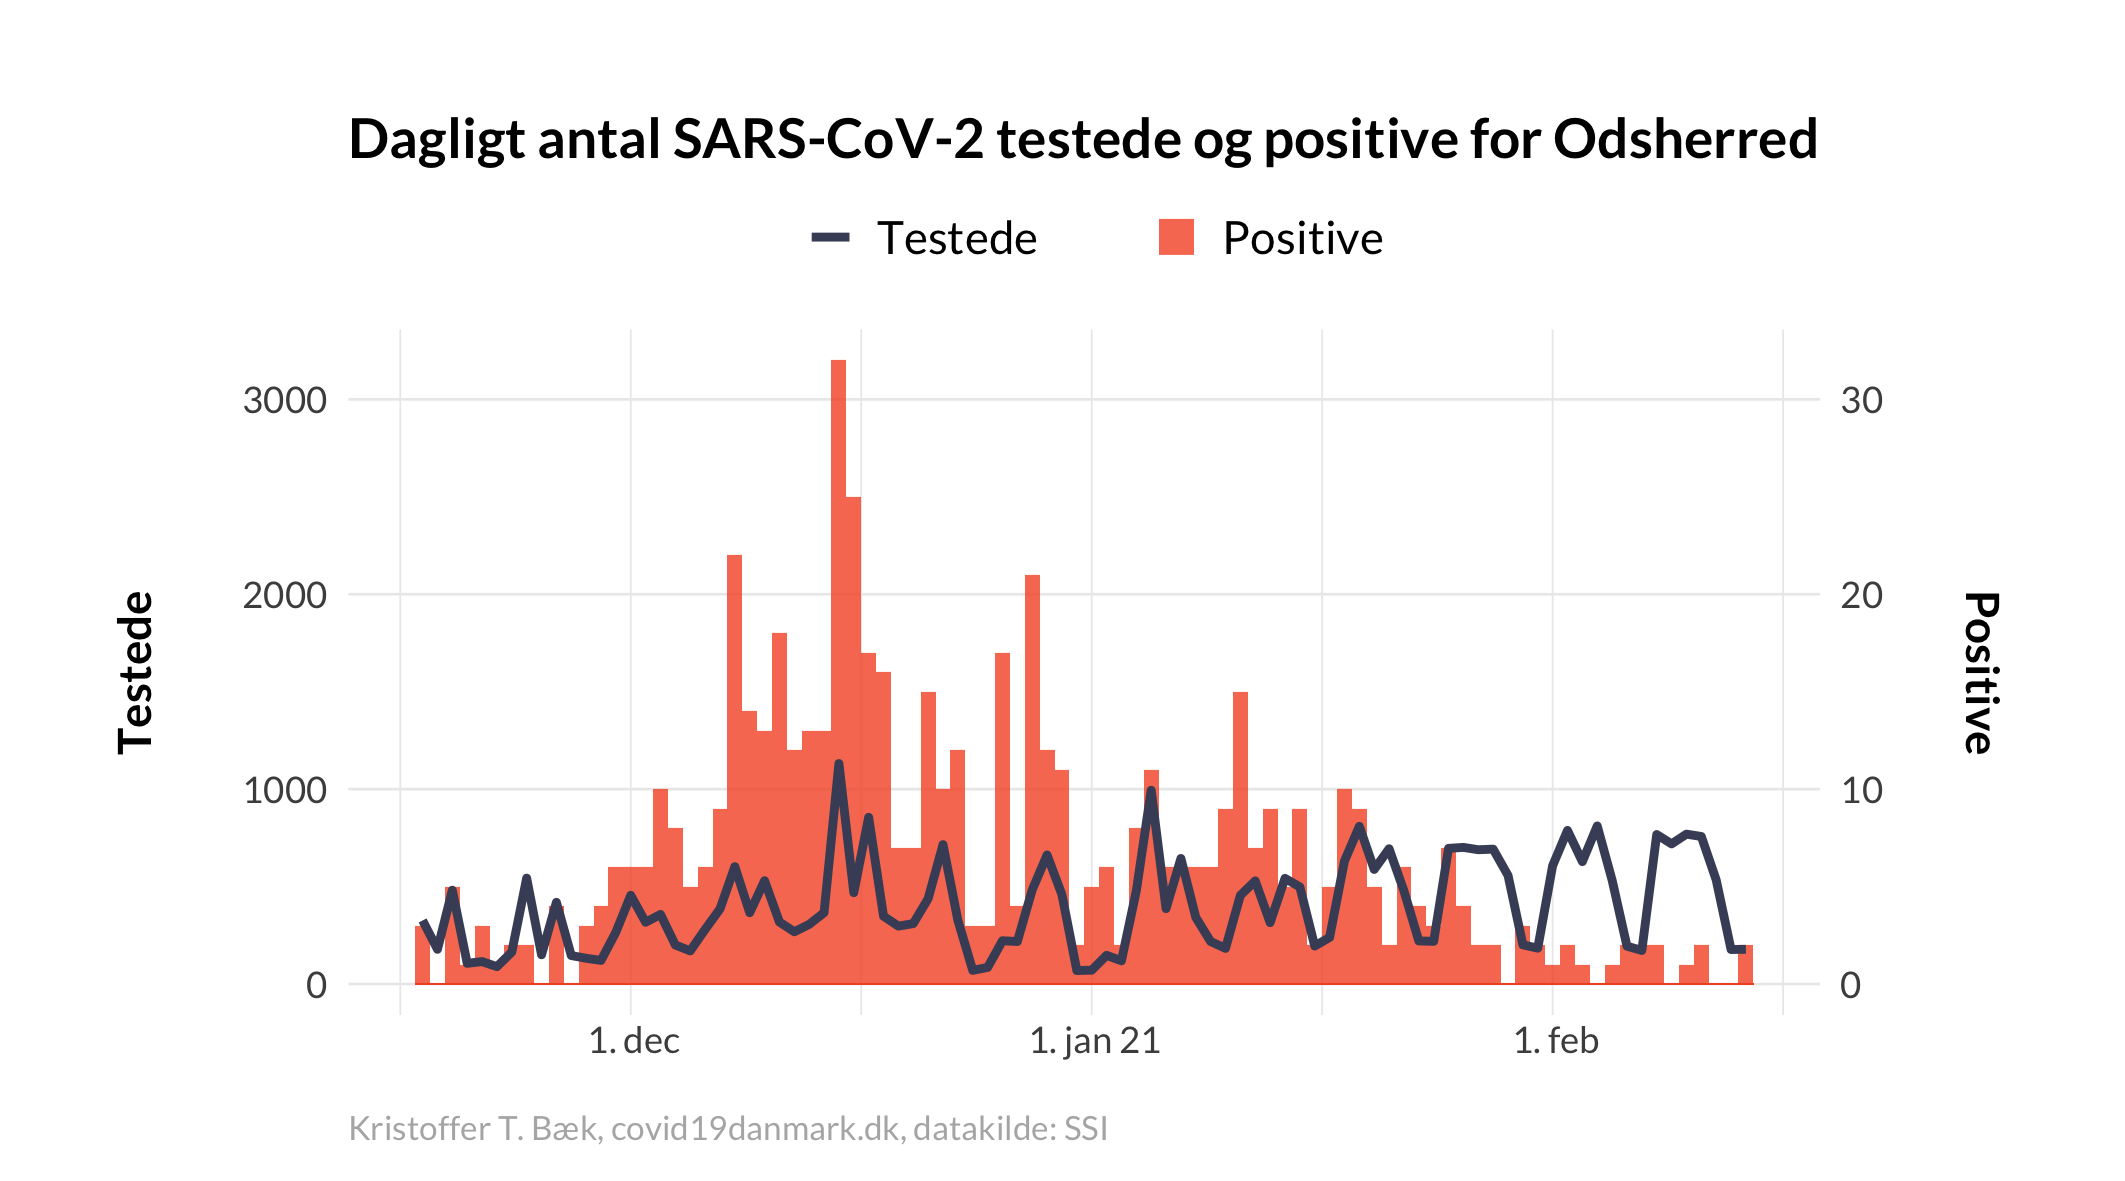 Dagligt antal SARS-CoV-2 testede og positive for Odsherred
Testede Positive
3000 30
2000 20
Testede
Positive
1000 10
0 0
1. dec 1. jan 21 1. feb
Kristoffer T. Bæk, covid19danmark.dk, datakilde: SSI